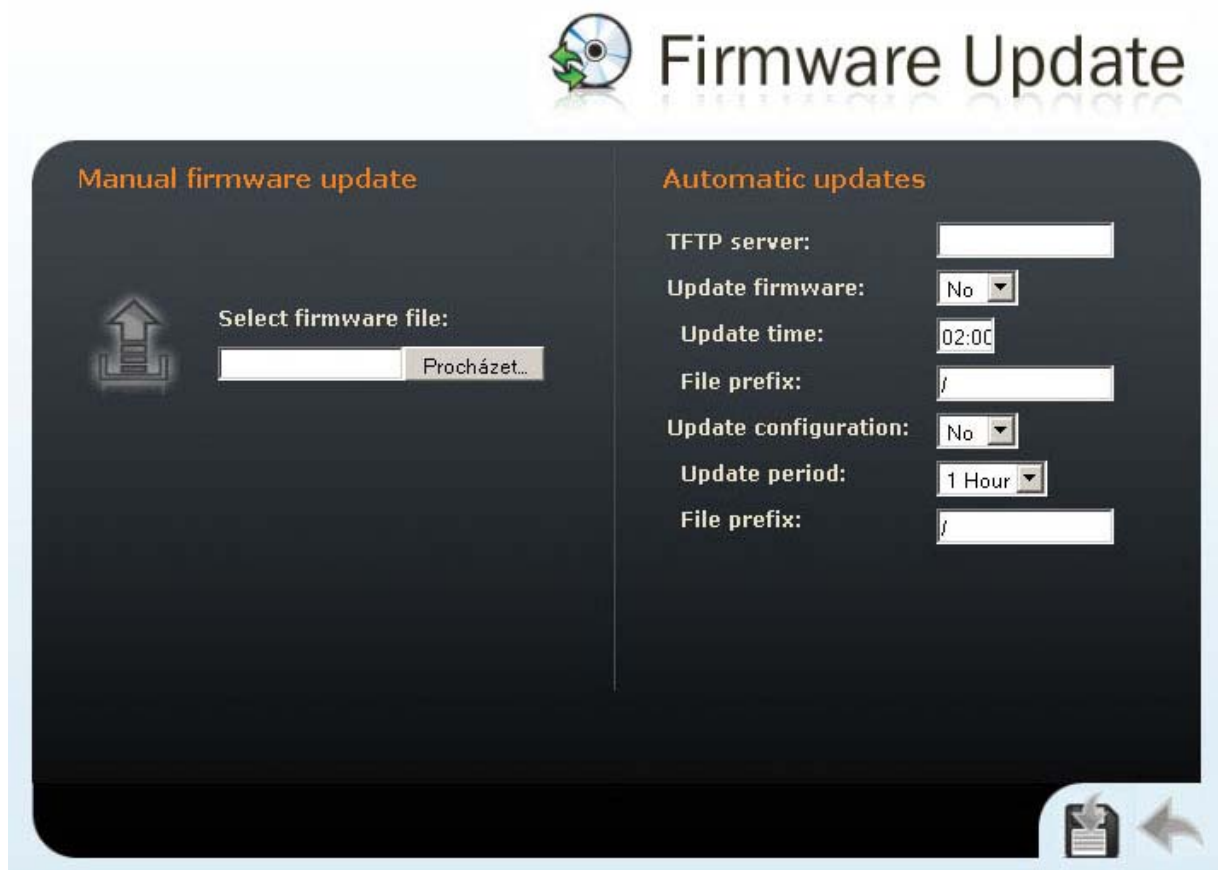 Firmware Update
Manual firmware update
Select firmware file:
Procházet...
Automatic updates
TFTP server:
Update firmware: No
Update time: 02:00
File prefix: /
Update configuration: No
Update period: 1 Hour
File prefix: /